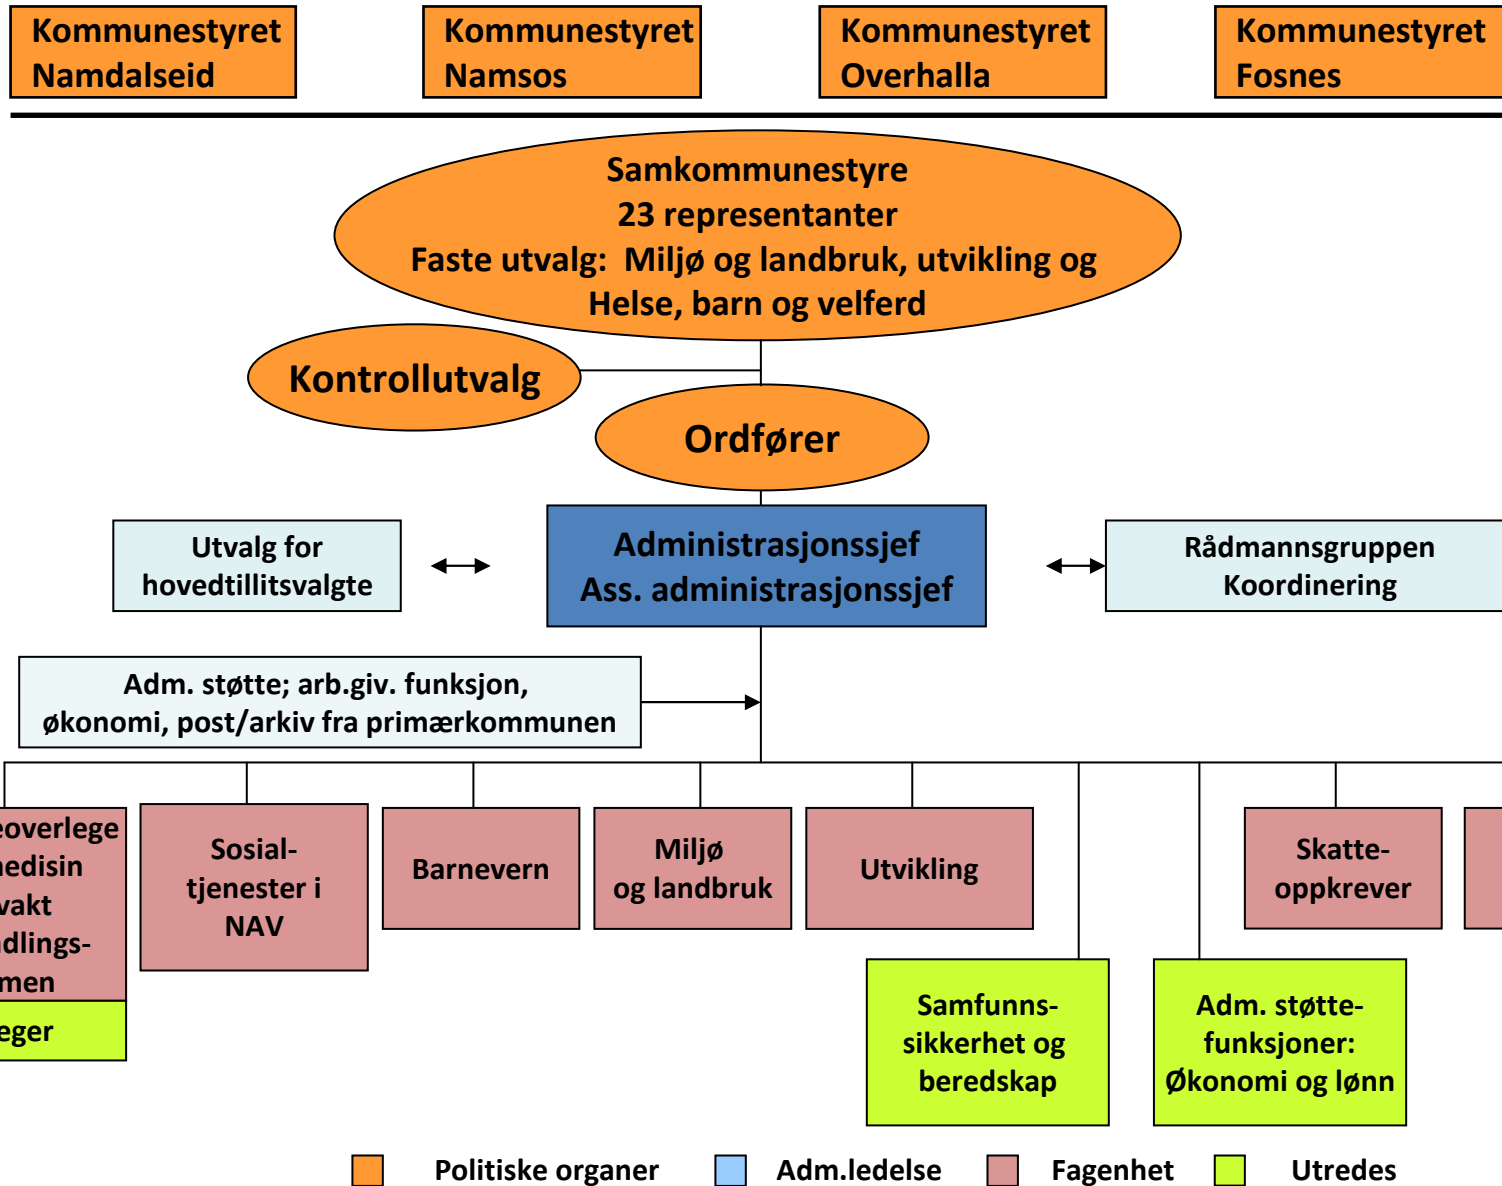 Kommunestyret
Namdalseid
Kommunestyret
Namsos
Kommunestyret
Overhalla
Kommunestyret
Fosnes
Samkommunestyre
23 representanter
Faste utvalg: Miljø og landbruk, utvikling og
Helse, barn og velferd
Kontrollutvalg
Ordfører
Utvalg for
hovedtillitsvalgte
Administrasjonssjef
Ass. administrasjonssjef
Rådmannsgruppen
Koordinering
Adm. støtte; arb.giv. funksjon,
økonomi, post/arkiv fra primærkommunen
eoverlege
vakt
Sosial-
tjenester i
NAV
Barnevern
Miljø
og landbruk
Utvikling
Skatte-
oppkrever
Samfunns-
sikkerhet og
beredskap
Adm. støtte-
funksjoner:
Økonomi og lønn
Politiske organer
Adm.ledelse
Fagenhet
Utredes